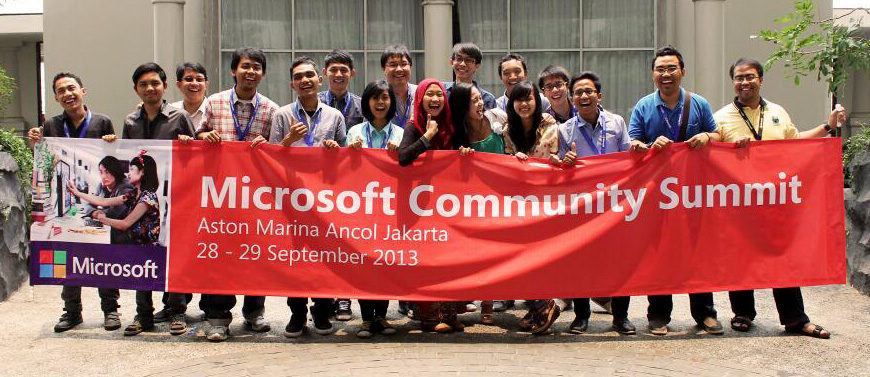 Microsoft Community Summit
Aston Marina Ancol Jakarta
28 - 29 September 2013
Microsoft